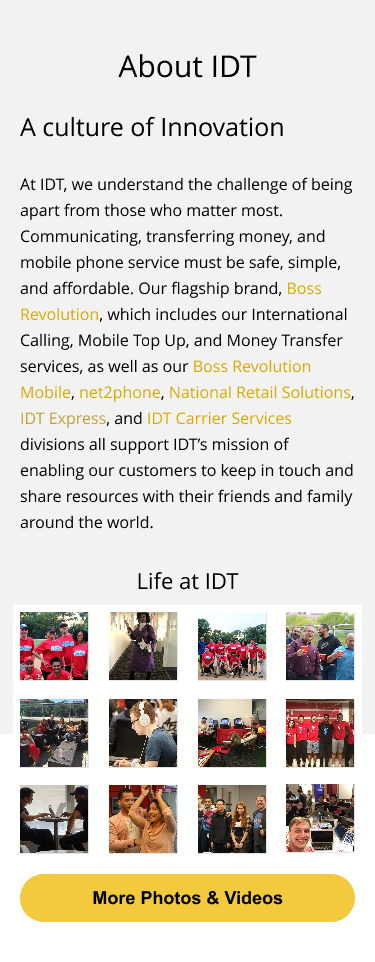 About IDT
A culture of Innovation
At IDT, we understand the challenge of being
apart from those who matter most.
Communicating, transferring money, and
mobile phone service must be safe, simple,
and affordable. Our flagship brand, Boss
Revolution, which includes our International
Calling, Mobile Top Up, and Money Transfer
services, as well as our Boss Revolution
Mobile, net2phone, National Retail Solutions,
IDT Express, and IDT Carrier Services
divisions all support IDT’s mission of
enabling our customers to keep in touch and
share resources with their friends and family
around the world.
Life at IDT
More Photos & Videos